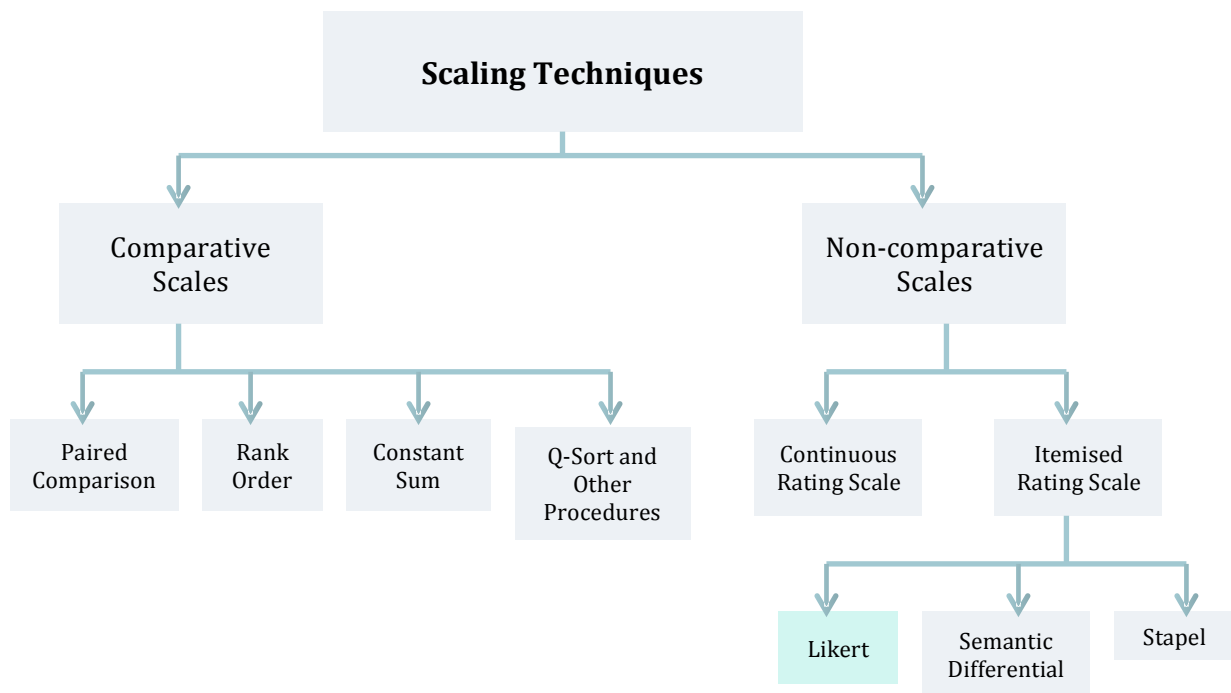 Scaling Techniques
Comparative
Scales
Non-comparative
Scales
Paired
Comparison
Rank
Order
Constant
Sum
Q-Sort and
Other
Procedures
Continuous
Rating Scale
Itemised
Rating Scale
Likert
Semantic
Differential
Stapel